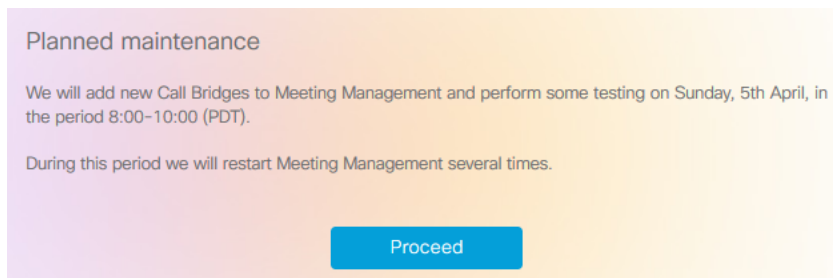 Planned maintenance
We will add new Call Bridges to Meeting Management and perform some testing on Sunday, 5th April, in
the period 8:00-10:00 (PDT).
During this period we will restart Meeting Management several times.
Proceed